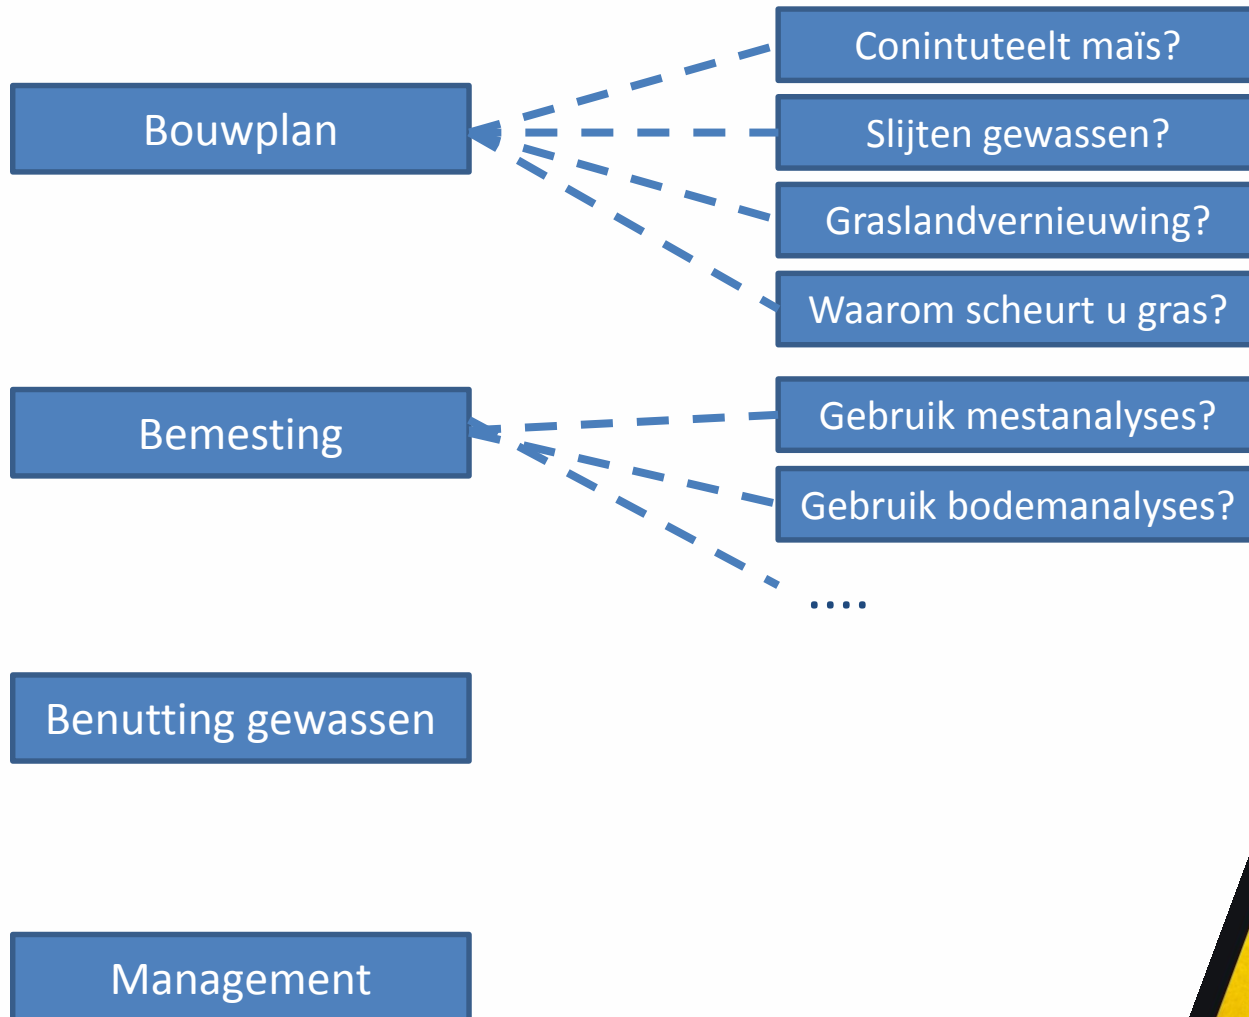 Bouwplan
Conintuteelt maïs?
Slijten gewassen?
Graslandvernieuwing?
Waarom scheurt u gras?
Bemesting
Gebruik mestanalyses?
Gebruik bodemanalyses?
....
Benutting gewassen
Management